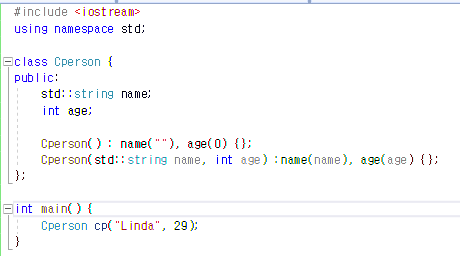 #include <iostream>
using namespace std;
class Cperson {
public:
std::string name;
int age;
Cperson() : name(""), age(0) {};
Cperson(std::string name, int age) :name(name), age(age) {};
};
int main() {
Cperson cp("Linda", 29);
}